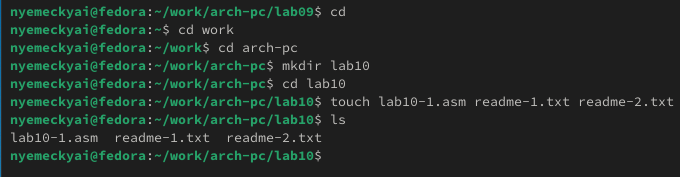 nyemeckyai@fedora:~/work/arch-pc/lab09$ cd
nyemeckyai@fedora:~$ cd work
nyemeckyai@fedora:~/work$ cd arch-pc
nyemeckyai@fedora:~/work/arch-pc$ mkdir lab10
nyemeckyai@fedora:~/work/arch-pc$ cd lab10
nyemeckyai@fedora:~/work/arch-pc/lab10$ touch lab10-1.asm readme-1.txt readme-2.txt
nyemeckyai@fedora:~/work/arch-pc/lab10$ ls
lab10-1.asm  readme-1.txt  readme-2.txt
nyemeckyai@fedora:~/work/arch-pc/lab10$